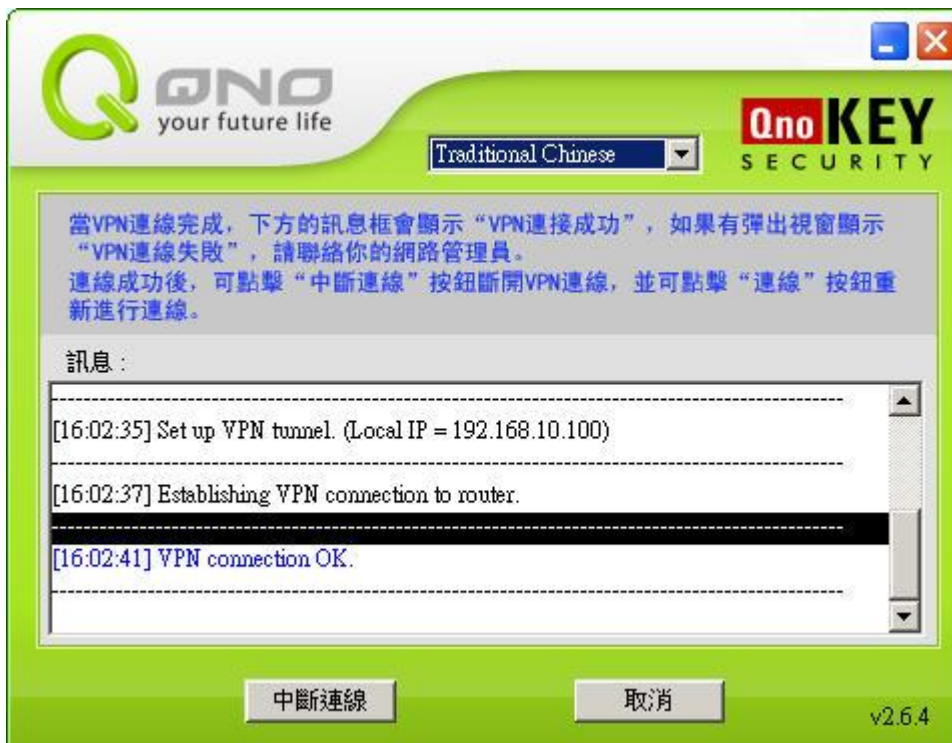 QNO
your future life
Qno KEY
SECURITY
Traditional Chinese
當VPN連線完成，下方的訊息框會顯示“VPN連接成功”，如果有彈出視窗顯示
“VPN連線失敗”，請聯絡你的網路管理員。
連線成功後，可點擊“中斷連線”按鈕斷開VPN連線，並可點擊“連線”按鈕重
新進行連線。
訊息：
[16:02:35] Set up VPN tunnel. (Local IP = 192.168.10.100)
[16:02:37] Establishing VPN connection to router.
[16:02:41] VPN connection OK.
中斷連線
取消
v2.6.4